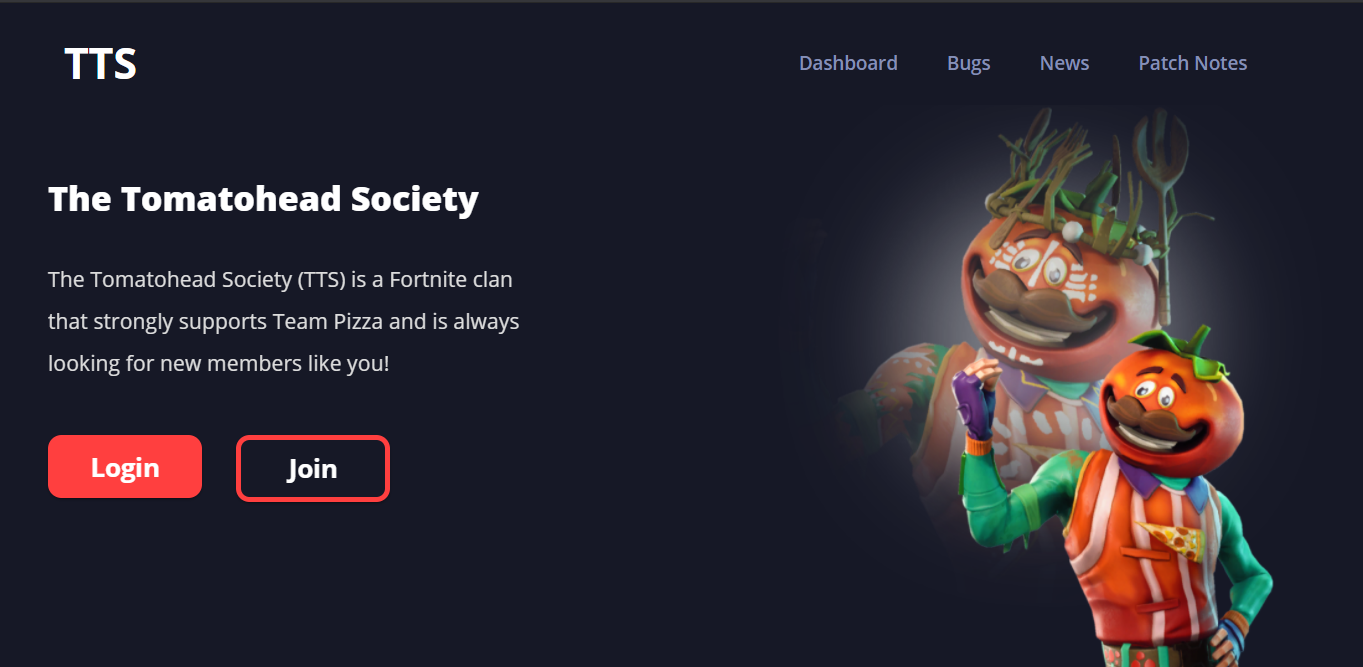 TTS
Dashboard Bugs News Patch Notes
The Tomatohead Society
The Tomatohead Society (TTS) is a Fortnite clan
that strongly supports Team Pizza and is always
looking for new members like you!
Login Join